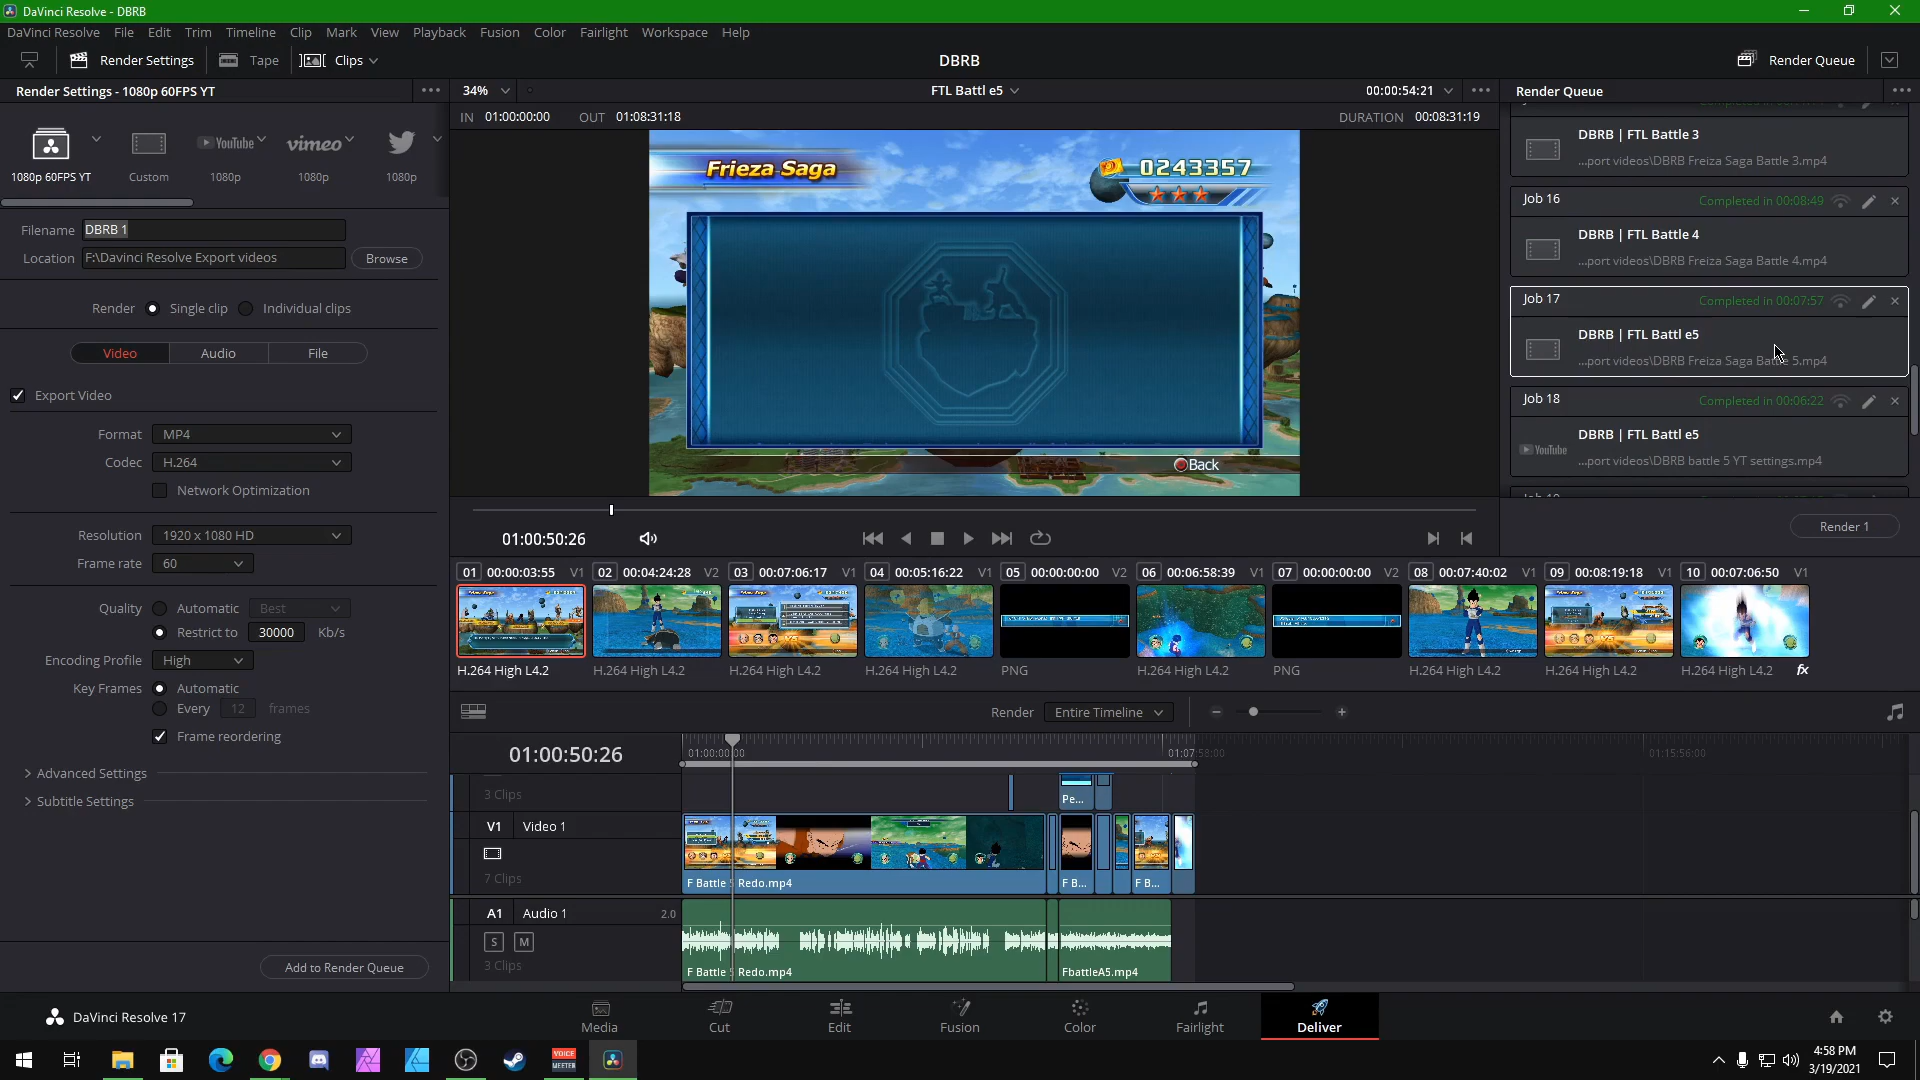 DaVinci Resolve - DBRB
DaVinci Resolve File Edit Trim Timeline Clip Mark View Playback Fusion Color Fairlight Workspace Help
Render Settings Tape Clips DBRB Render Queue
Render Settings - 1080p 60FPS YT 34% FTL Battl e5 00:00:54:21 Render Queue
IN 01:00:00:00 OUT 01:08:31:18 DURATION 00:08:31:19
YouTube vimeo
1080p 60FPS YT Custom 1080p 1080p 1080p
Filename DBRB 1
Location F:\Davinci Resolve Export videos Browse
Render Single clip Individual clips
Video Audio File
Export Video
Format MP4
Codec H.264
Network Optimization
Resolution 1920 x 1080 HD
Frame rate 60
Quality Automatic Best
Restrict to 30000 Kb/s
Encoding Profile High
Key Frames Automatic
Every 12 frames
Frame reordering
Advanced Settings
Subtitle Settings
Add to Render Queue
Frieza Saga 0243357
Back
01:00:50:26
DBRB | FTL Battle 3
...port videos\DBRB Freiza Saga Battle 3.mp4
Job 16 Completed in 00:08:49
DBRB | FTL Battle 4
...port videos\DBRB Freiza Saga Battle 4.mp4
Job 17 Completed in 00:07:57
DBRB | FTL Battl e5
...port videos\DBRB Freiza Saga Battle 5.mp4
Job 18 Completed in 00:06:22
DBRB | FTL Battl e5
YouTube ...port videos\DBRB battle 5 YT settings.mp4
Render 1
01 00:00:03:55 V1 02 00:04:24:28 V2 03 00:07:06:17 V1 04 00:05:16:22 V1 05 00:00:00:00 V2 06 00:06:58:39 V1 07 00:00:00:00 V2 08 00:07:40:02 V1 09 00:08:19:18 V1 10 00:07:06:50 V1
H.264 High L4.2 H.264 High L4.2 H.264 High L4.2 H.264 High L4.2 PNG H.264 High L4.2 PNG H.264 High L4.2 H.264 High L4.2 H.264 High L4.2 fx
Render Entire Timeline
01:00:50:26 01:00:00:00 01:07:58:00 01:15:56:00
3 Clips Pe...
V1 Video 1
7 Clips F Battle 5 Redo.mp4 F B... F B...
A1 Audio 1 2.0
S M
3 Clips F Battle 5 Redo.mp4 FbattleA5.mp4
DaVinci Resolve 17 Media Cut Edit Fusion Color Fairlight Deliver
VOICE MEETER
4:58 PM
3/19/2021